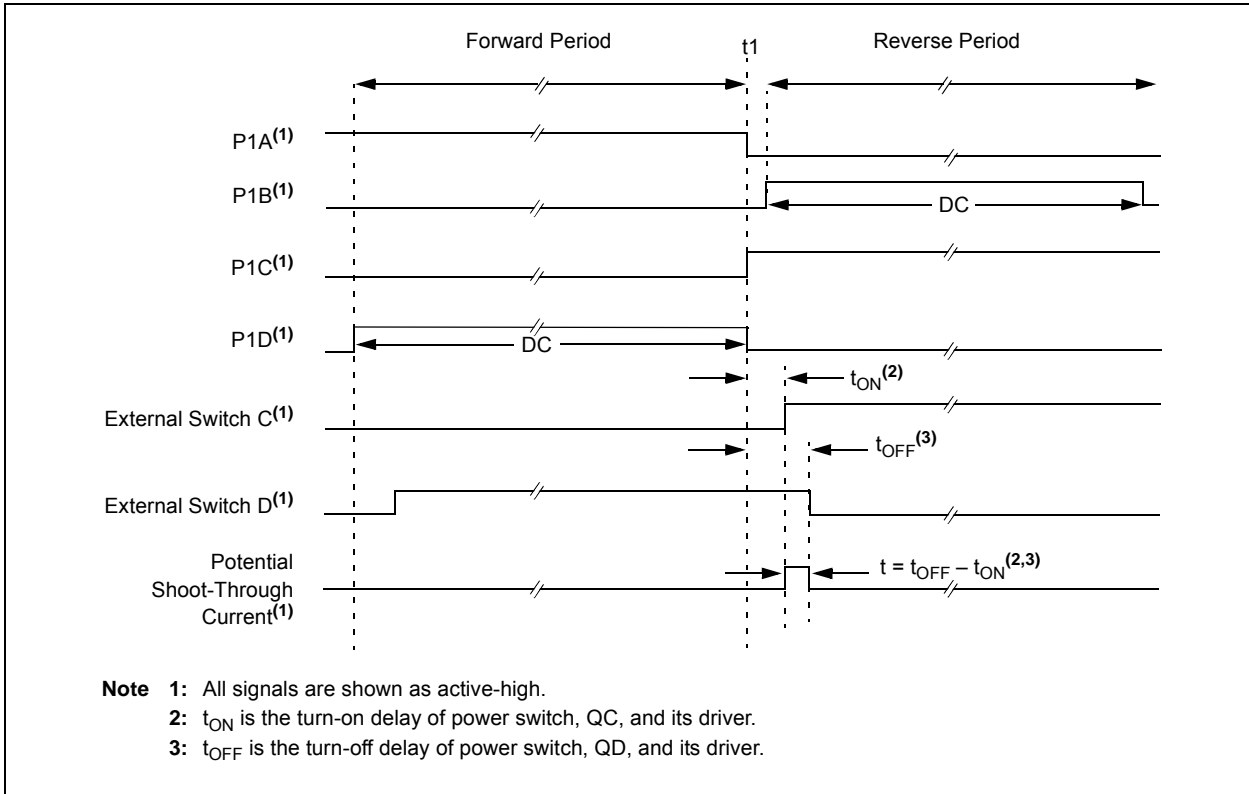 Forward Period
t1
Reverse Period
P1A(1)
P1B(1)
DC
P1C(1)
P1D(1)
DC
tON(2)
External Switch C(1)
tOFF(3)
External Switch D(1)
Potential
Shoot-Through
Current(1)
t = tOFF – tON(2,3)
Note 1: All signals are shown as active-high.
2: tON is the turn-on delay of power switch, QC, and its driver.
3: tOFF is the turn-off delay of power switch, QD, and its driver.